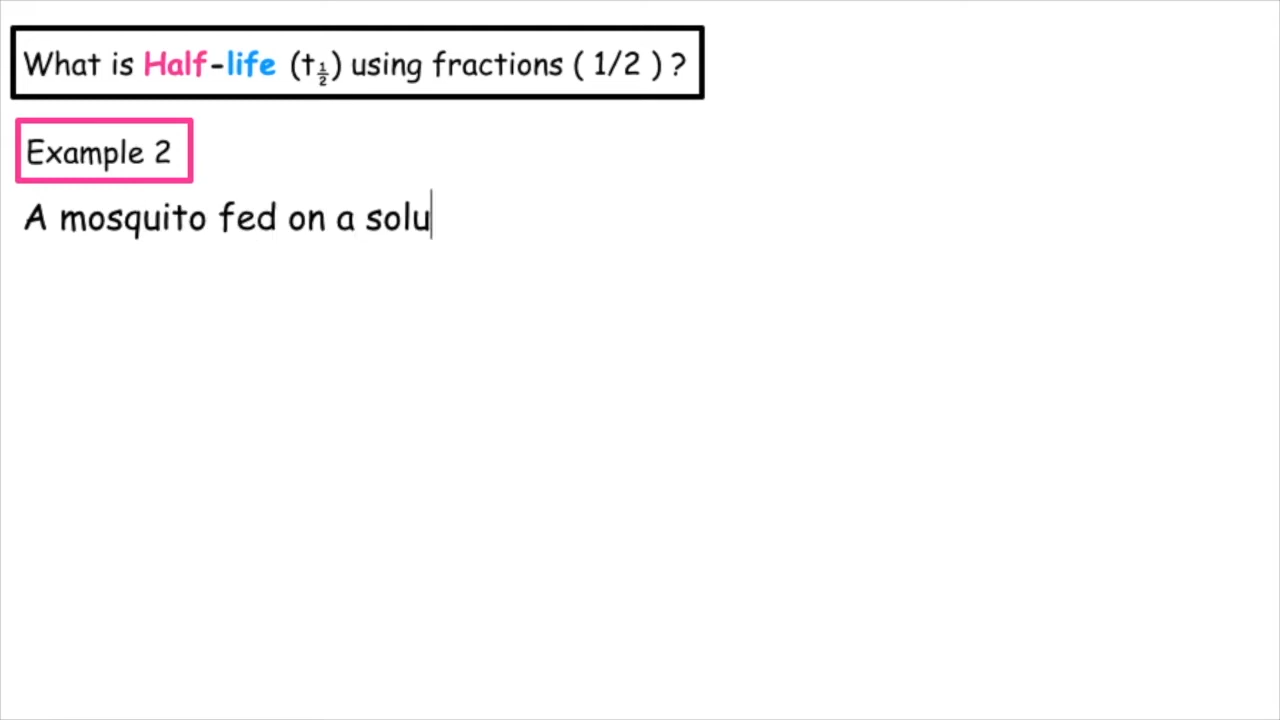 What is Half-life (t½) using fractions ( 1/2 ) ?
Example 2
A mosquito fed on a solu